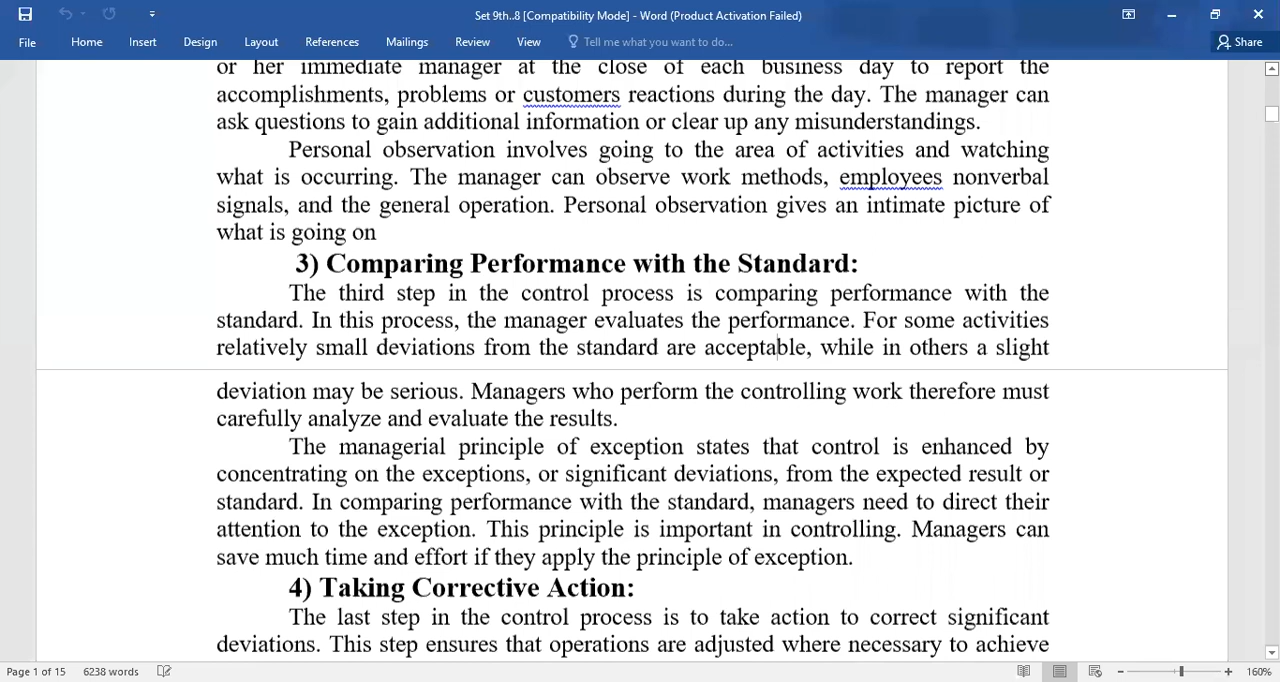 Set 9th..8 [Compatibility Mode] - Word (Product Activation Failed)
File Home Insert Design Layout References Mailings Review View Tell me what you want to do... Share
or her immediate manager at the close of each business day to report the
accomplishments, problems or customers reactions during the day. The manager can
ask questions to gain additional information or clear up any misunderstandings.
Personal observation involves going to the area of activities and watching
what is occurring. The manager can observe work methods, employees nonverbal
signals, and the general operation. Personal observation gives an intimate picture of
what is going on
3) Comparing Performance with the Standard:
The third step in the control process is comparing performance with the
standard. In this process, the manager evaluates the performance. For some activities
relatively small deviations from the standard are acceptable, while in others a slight
deviation may be serious. Managers who perform the controlling work therefore must
carefully analyze and evaluate the results.
The managerial principle of exception states that control is enhanced by
concentrating on the exceptions, or significant deviations, from the expected result or
standard. In comparing performance with the standard, managers need to direct their
attention to the exception. This principle is important in controlling. Managers can
save much time and effort if they apply the principle of exception.
4) Taking Corrective Action:
The last step in the control process is to take action to correct significant
deviations. This step ensures that operations are adjusted where necessary to achieve
Page 1 of 15 6238 words 160%